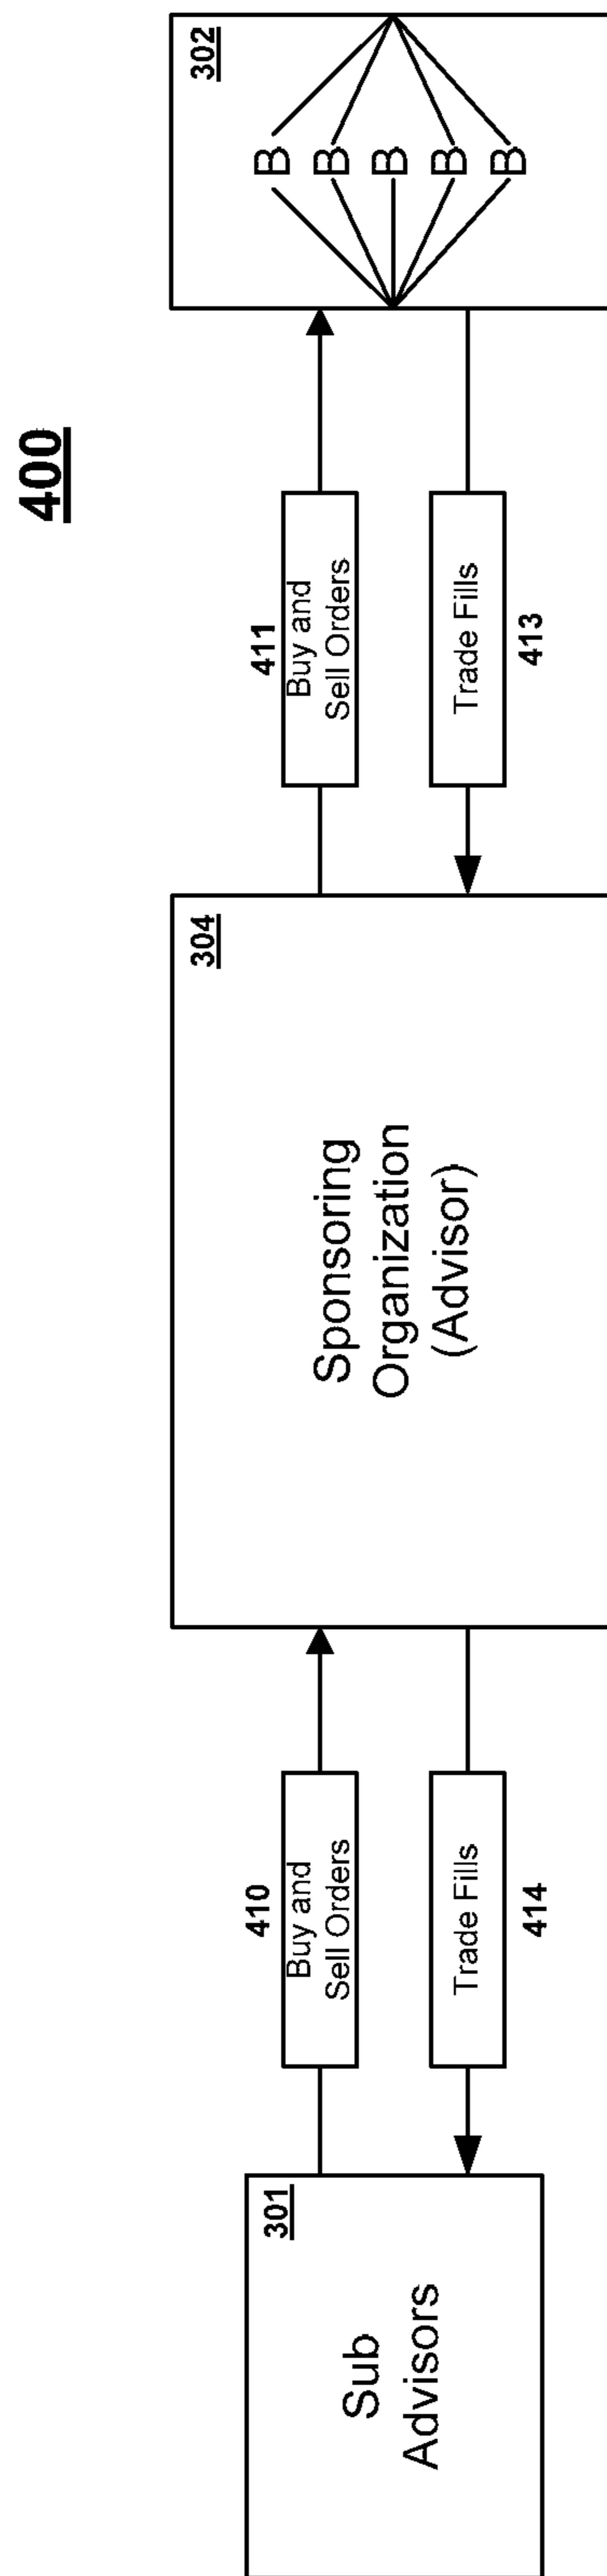 400
301
Sub
Advisors
410
Buy and
Sell Orders
Trade Fills
414
304
Sponsoring
Organization
(Advisor)
411
Buy and
Sell Orders
Trade Fills
413
302
B
B
B
B
B